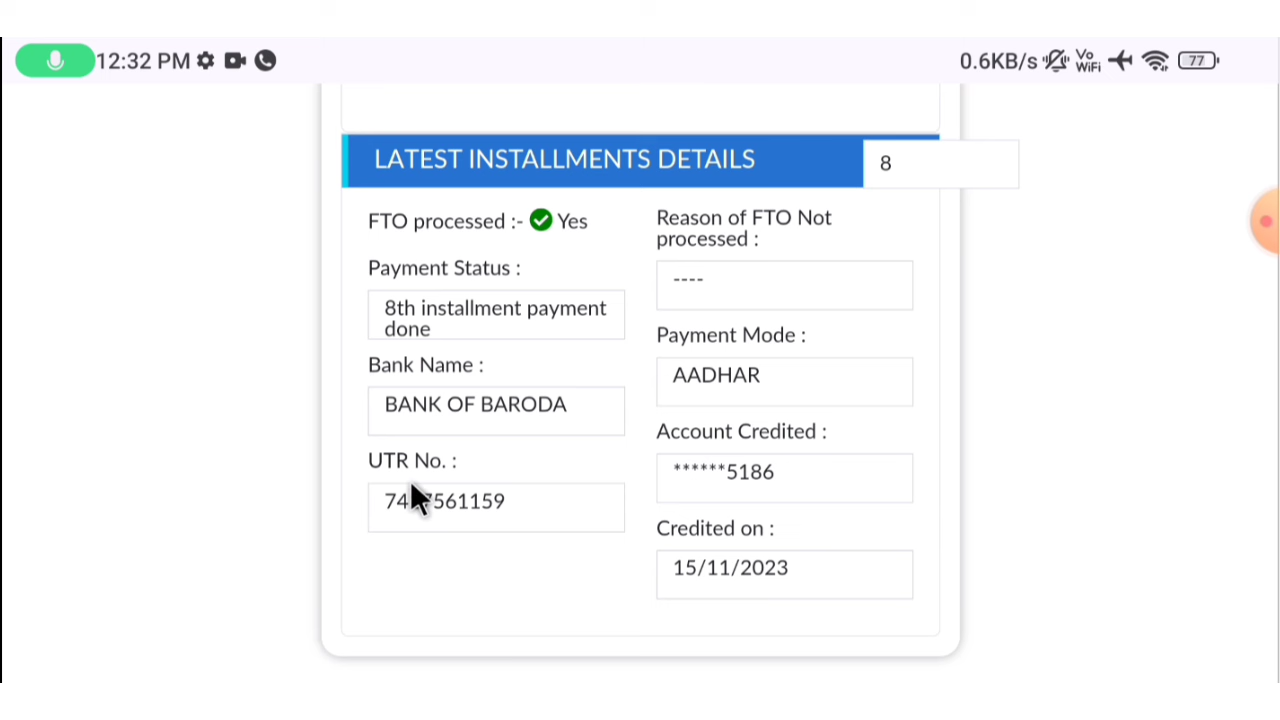 12:32 PM
0.6KB/s Vo WiFi 77
LATEST INSTALLMENTS DETAILS 8
FTO processed :- Yes
Reason of FTO Not
processed :
----
Payment Status :
8th installment payment
done
Payment Mode :
AADHAR
Bank Name :
BANK OF BARODA
Account Credited :
******5186
UTR No. :
Credited on :
15/11/2023